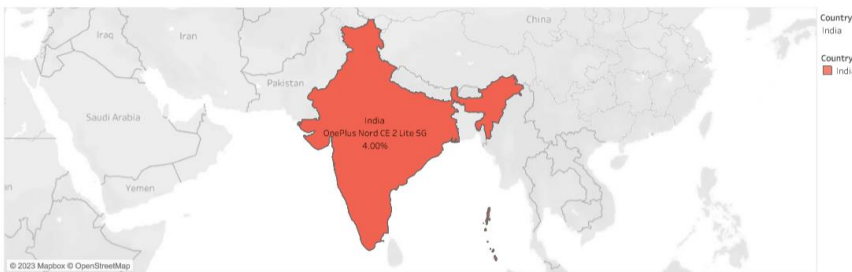 China
Iraq
Iran
Pakistan
Saudi Arabia
Yemen
India
OnePlus Nord CE 2 Lite 5G
4.00%
© 2023 Mapbox © OpenStreetMap
Country
India
Country
Indi